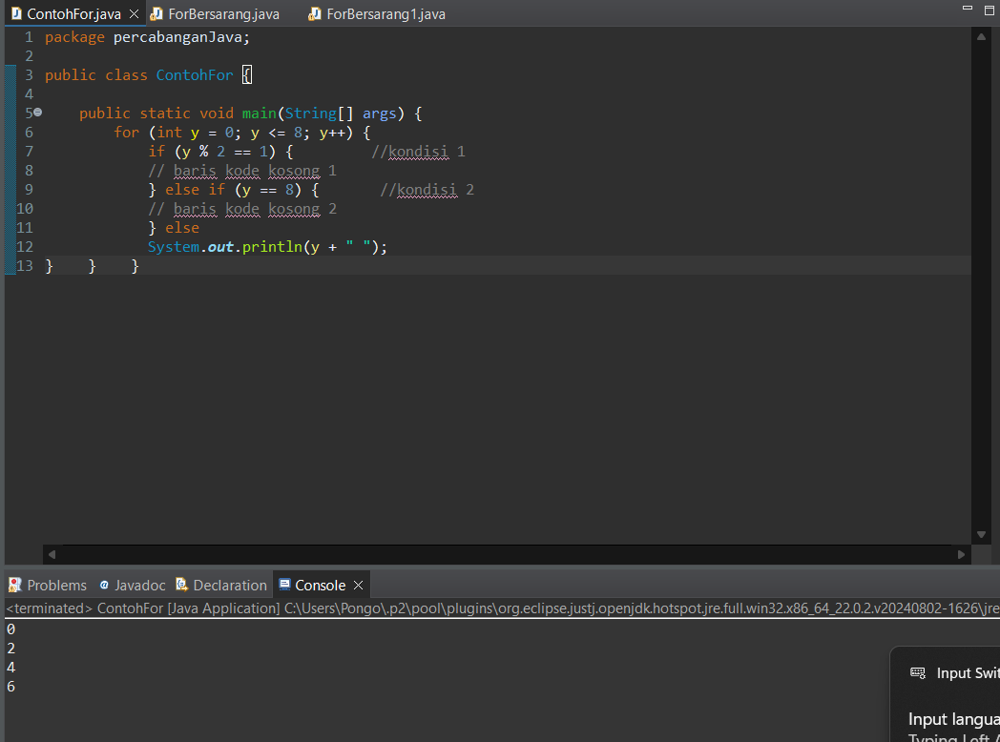 ContohFor.java ForBersarang.java ForBersarang1.java
1 package percabanganJava;
2
3 public class ContohFor {
4
5 public static void main(String[] args) {
6 for (int y = 0; y <= 8; y++) {
7 if (y % 2 == 1) { //kondisi 1
8 // baris kode kosong 1
9 } else if (y == 8) { //kondisi 2
10 // baris kode kosong 2
11 } else
12 System.out.println(y + " ");
13 } } }
Problems Javadoc Declaration Console
<terminated> ContohFor [Java Application] C:\Users\Pongo\.p2\pool\plugins\org.eclipse.justj.openjdk.hotspot.jre.full.win32.x86_64_22.0.2.v20240802-1626\jre
0
2
4
6
Input Swit
Input langua